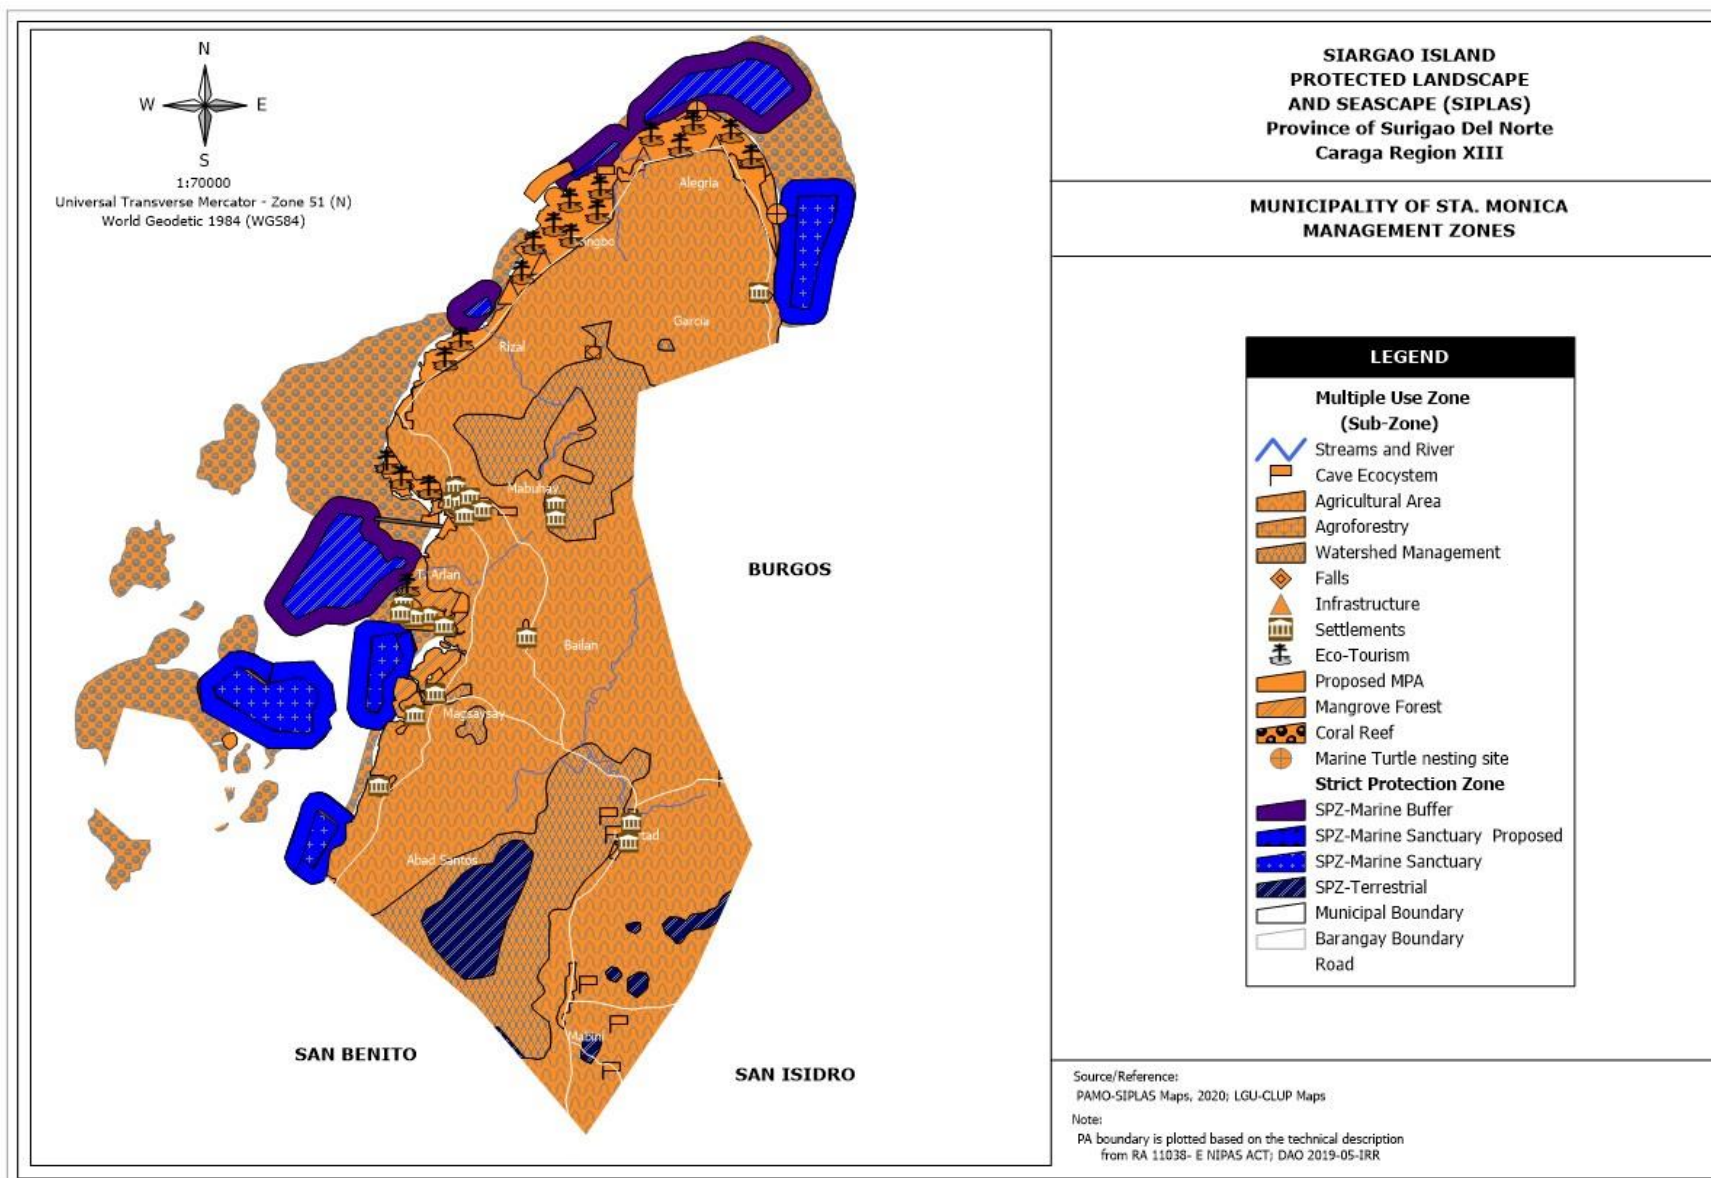 N
W
E
S
1:70000
Universal Transverse Mercator - Zone 51 (N)
World Geodetic 1984 (WGS84)
Alegria
Garcia
Rizal
Mabuhay
T. Arlan
Bailan
Magsaysay
Abad Santos
Mabini
BURGOS
SAN BENITO
SAN ISIDRO
SIARGAO ISLAND
PROTECTED LANDSCAPE
AND SEASCAPE (SIPLAS)
Province of Surigao Del Norte
Caraga Region XIII
MUNICIPALITY OF STA. MONICA
MANAGEMENT ZONES
LEGEND
Multiple Use Zone
(Sub-Zone)
Streams and River
Cave Ecocystem
Agricultural Area
Agroforestry
Watershed Management
Falls
Infrastructure
Settlements
Eco-Tourism
Proposed MPA
Mangrove Forest
Coral Reef
Marine Turtle nesting site
Strict Protection Zone
SPZ-Marine Buffer
SPZ-Marine Sanctuary Proposed
SPZ-Marine Sanctuary
SPZ-Terrestrial
Municipal Boundary
Barangay Boundary
Road
Source/Reference:
PAMO-SIPLAS Maps, 2020; LGU-CLUP Maps
Note:
PA boundary is plotted based on the technical description
from RA 11038- E NIPAS ACT; DAO 2019-05-IRR